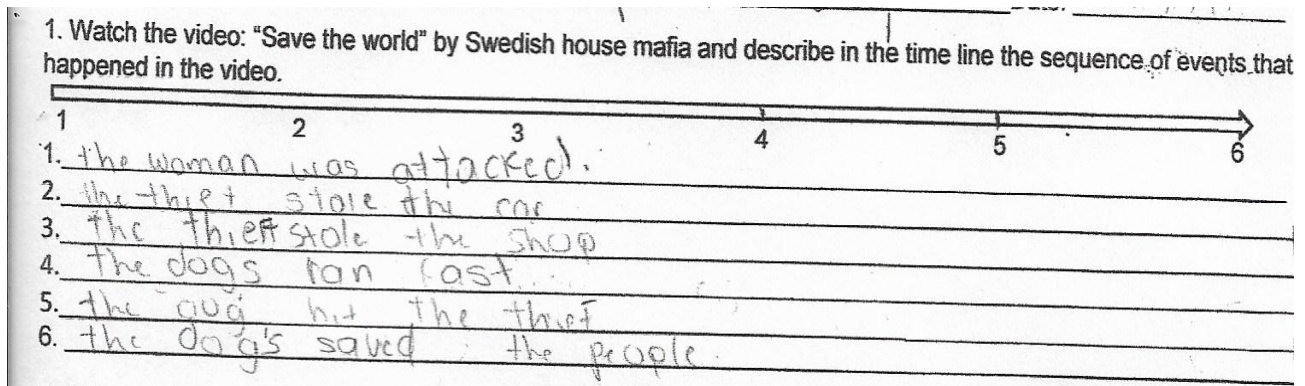 1. Watch the video: “Save the world” by Swedish house mafia and describe in the time line the sequence of events that
happened in the video.
1 2 3 4 5 6
1. the woman was attacked.
2. the thief stole the car
3. the thieft stole the shop
4. the dogs ran fast.
5. the hit the thief
6. the dog's saved the people.